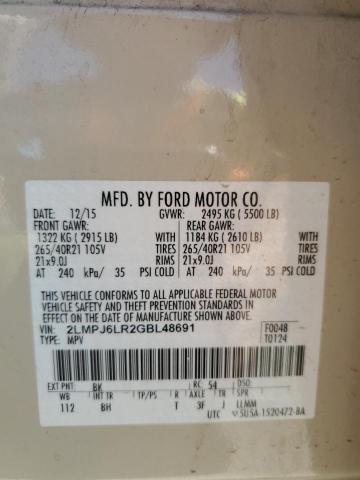 MFD. BY FORD MOTOR CO.
DATE: 12/15 GVWR: 2495 KG ( 5500 LB)
FRONT GAWR: REAR GAWR:
1322 KG ( 2915 LB) WITH 1184 KG ( 2610 LB) WITH
265/40R21 105V TIRES 265/40R21 105V TIRES
21x9.0J RIMS 21x9.0J RIMS
AT 240 kPa/ 35 PSI COLD AT 240 kPa/ 35 PSI COLD
THIS VEHICLE CONFORMS TO ALL APPLICABLE FEDERAL MOTOR
VEHICLE SAFETY AND BUMPER STANDARDS IN EFFECT ON THE DATE OF
MANUFACTURE SHOWN ABOVE. THEFT PREVENTION STANDARD
VIN: 2LMPJ6LR2GBL48691 F0048
TYPE: MPV T0124
EXT PNT: BK RC: 54 DSO:
WB INT TR R AXLE TR SPR
112 BH T 3F J LLMM
UTC 5USA-1520472-BA